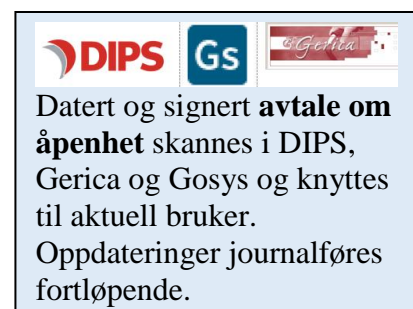 DIPS Gs Gerica
Datert og signert avtale om
åpenhet skannes i DIPS,
Gerica og Gosys og knyttes
til aktuell bruker.
Oppdateringer journalføres
fortløpende.